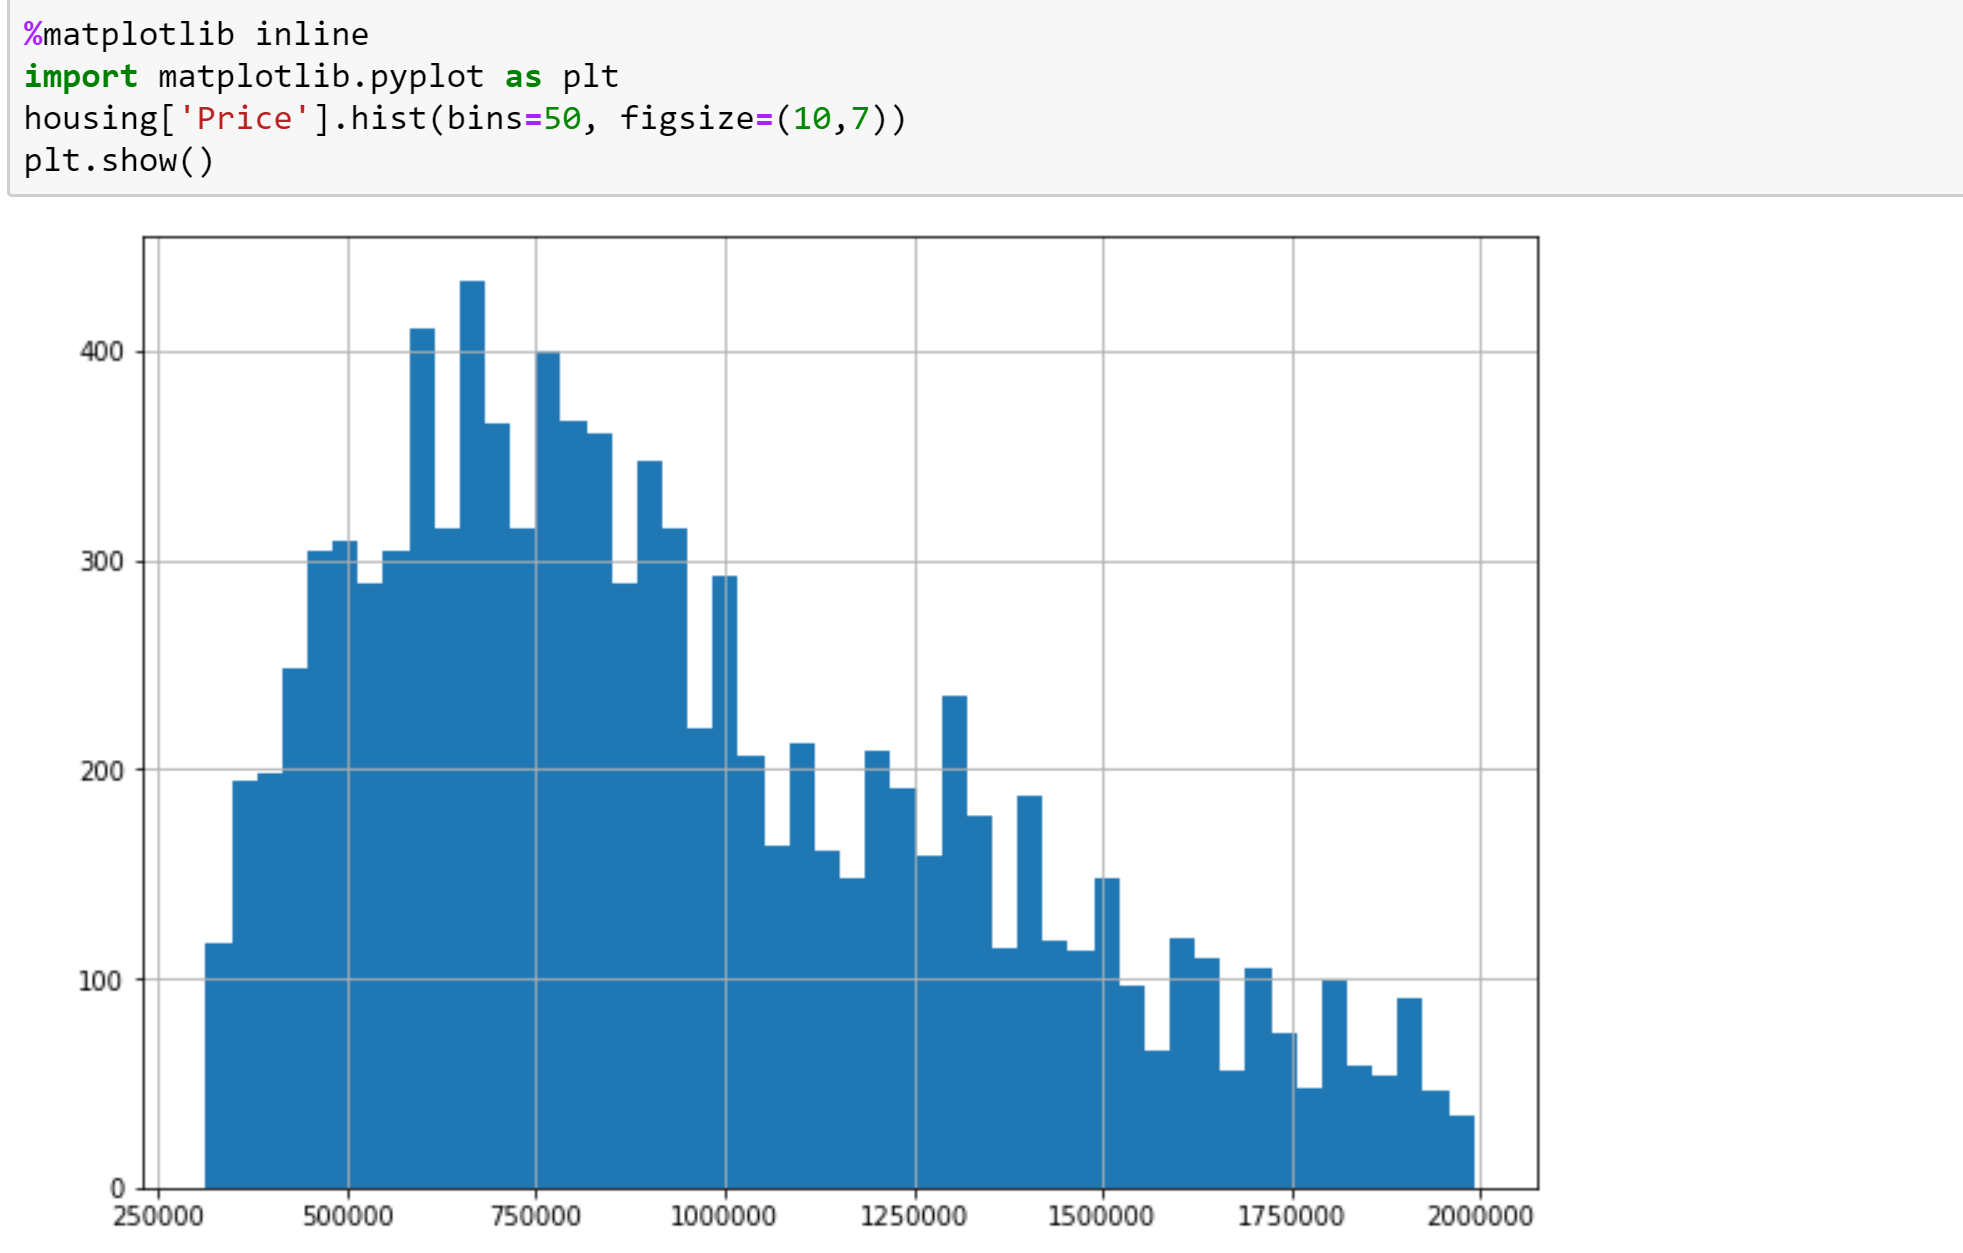 %matplotlib inline
import matplotlib.pyplot as plt
housing['Price'].hist(bins=50, figsize=(10,7))
plt.show()
400
300
200
100
0
250000 500000 750000 1000000 1250000 1500000 1750000 2000000